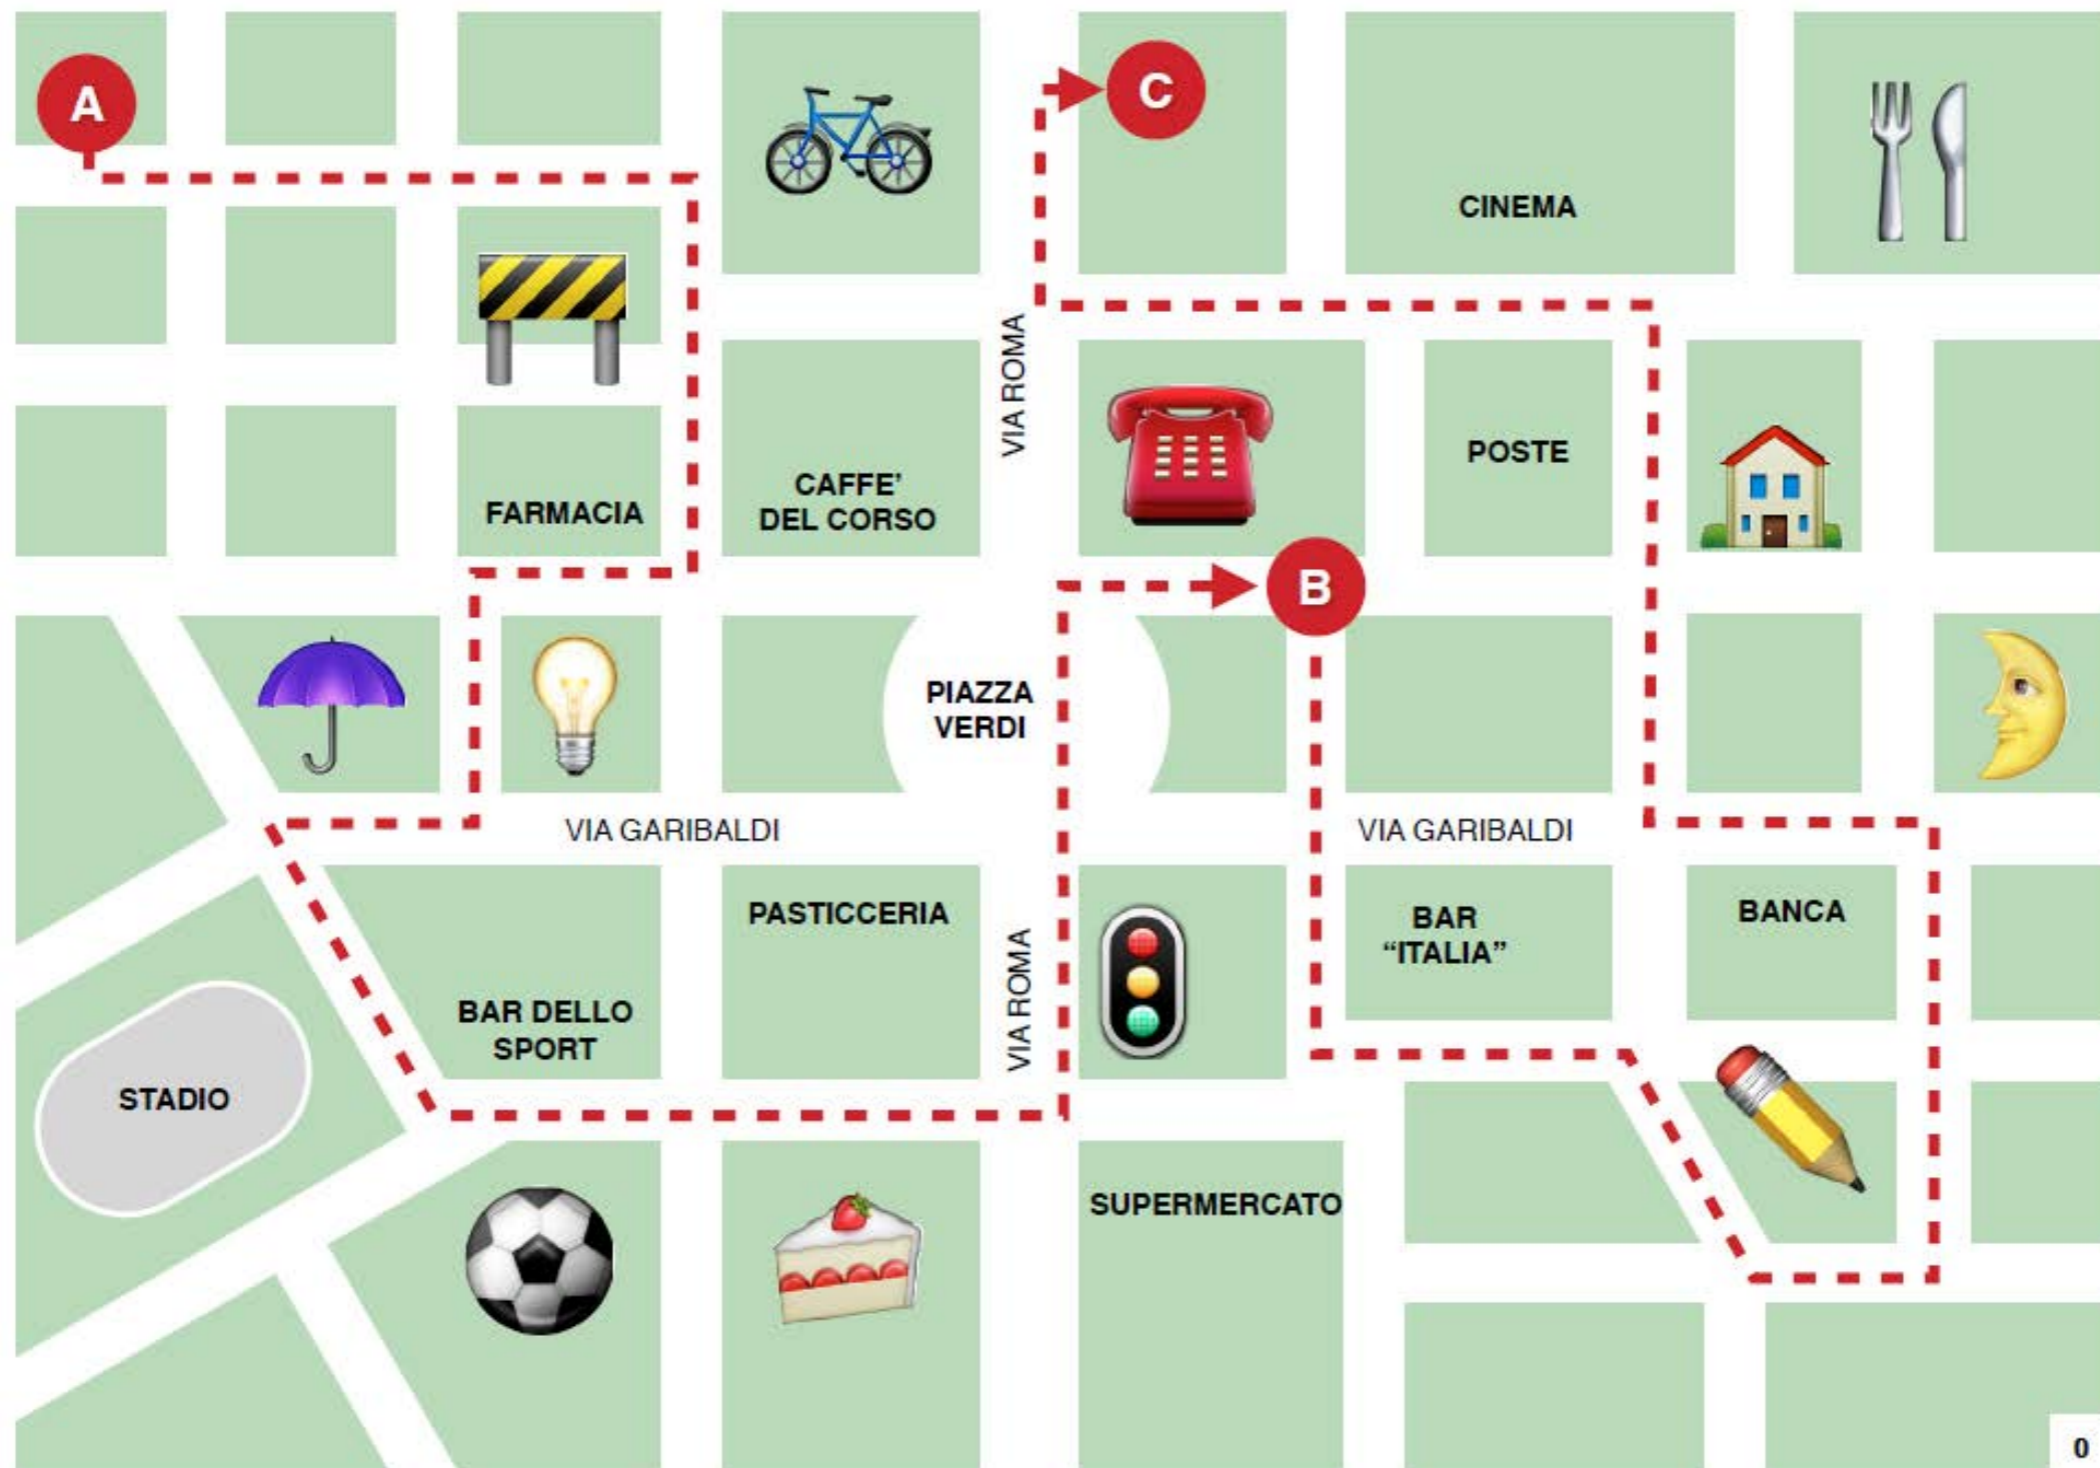 A
C
CINEMA
VIA ROMA
POSTE
CAFFE’
DEL CORSO
FARMACIA
B
PIAZZA
VERDI
VIA GARIBALDI
VIA GARIBALDI
PASTICCERIA
BAR
“ITALIA”
BANCA
VIA ROMA
BAR DELLO
SPORT
STADIO
SUPERMERCATO
0